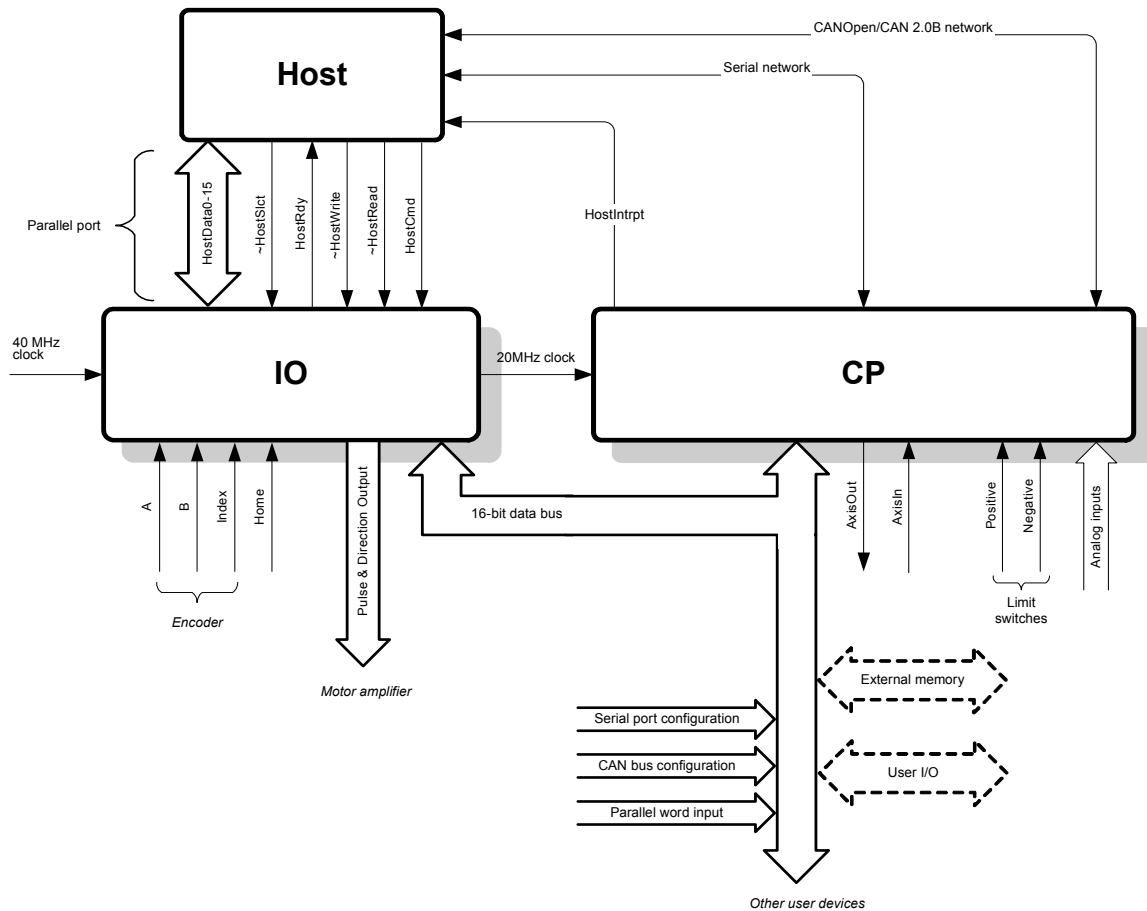 CANOpen/CAN 2.0B network
Host
Serial network
Parallel port
HostData0-15
~HostSlct
HostRdy
~HostWrite
~HostRead
HostCmd
HostIntrpt
40 MHz
clock
IO
20MHz clock
CP
A
B
Index
Home
Encoder
Pulse & Direction Output
Motor amplifier
16-bit data bus
AxisOut
AxisIn
Positive
Negative
Limit
switches
Analog inputs
External memory
Serial port configuration
CAN bus configuration
User I/O
Parallel word input
Other user devices